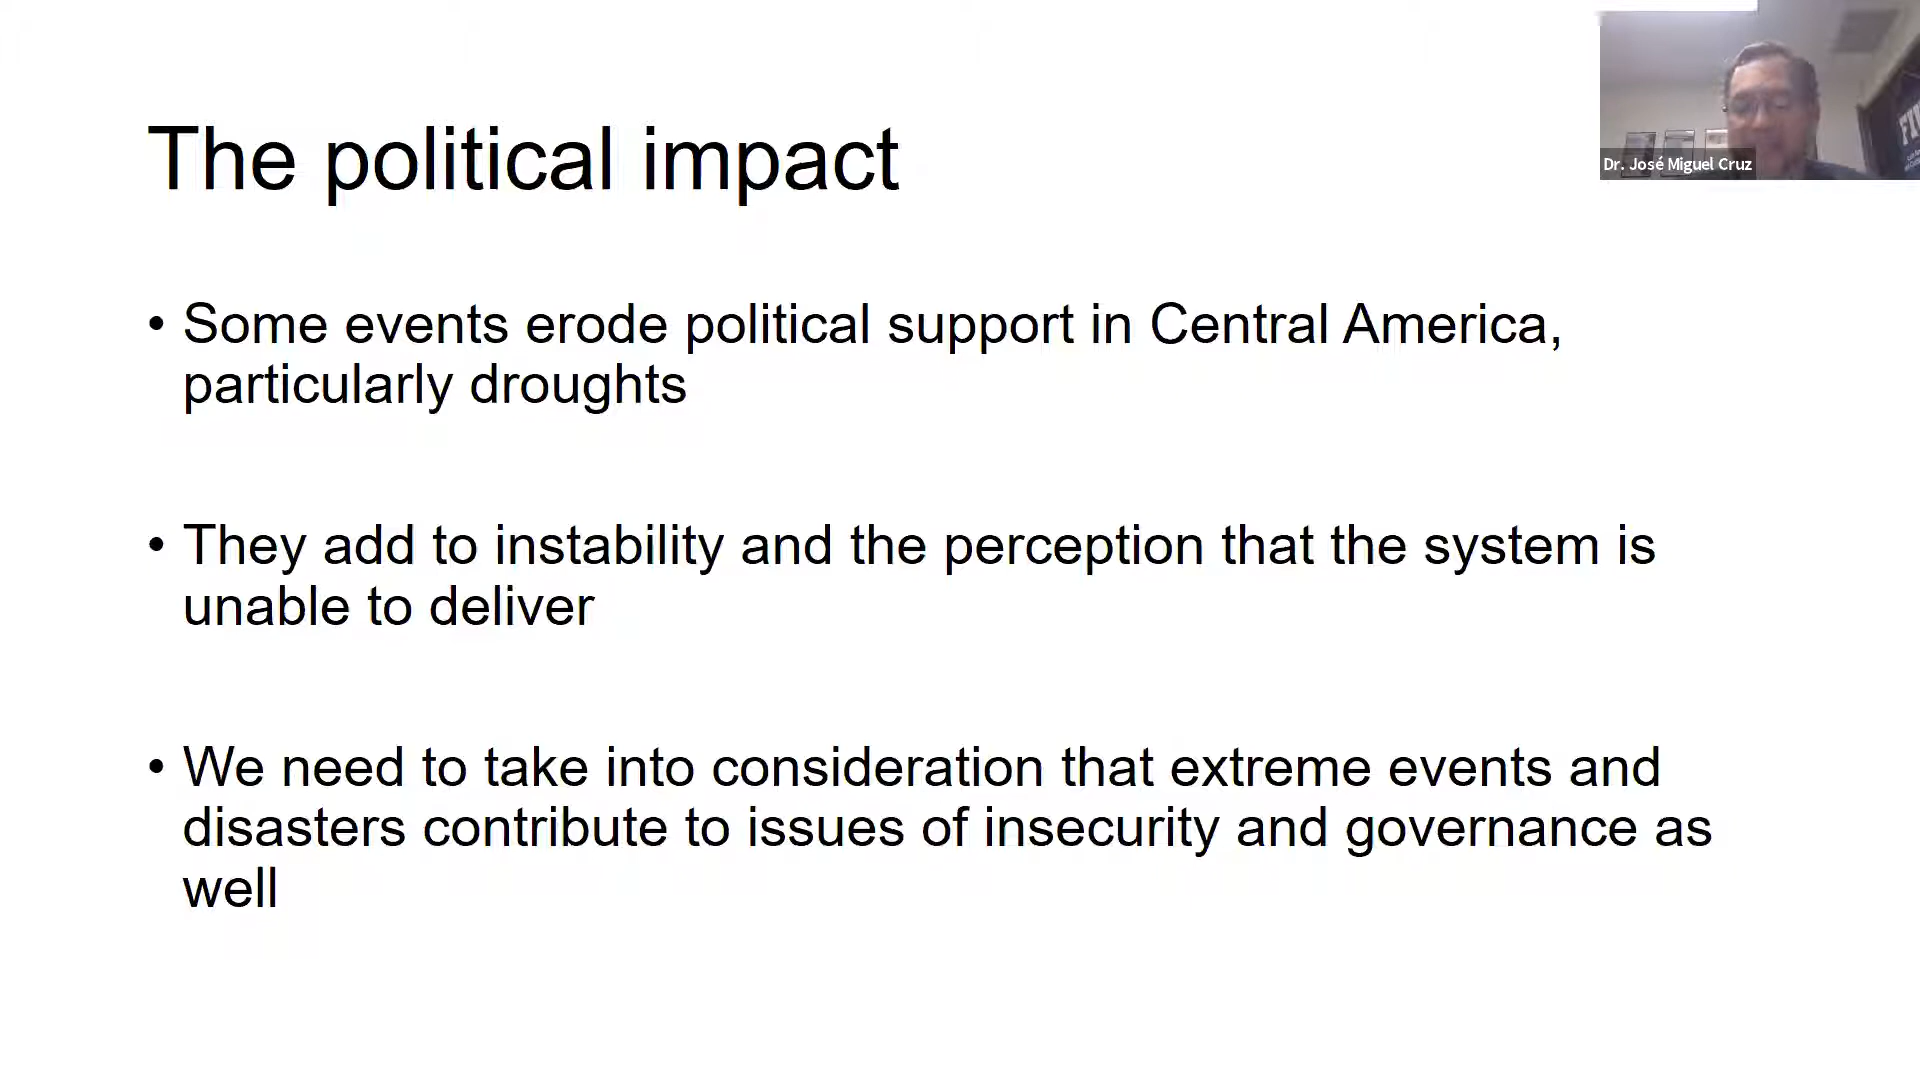 The political impact
• Some events erode political support in Central America,
particularly droughts
• They add to instability and the perception that the system is
unable to deliver
• We need to take into consideration that extreme events and
disasters contribute to issues of insecurity and governance as
well
Dr. José Miguel Cruz